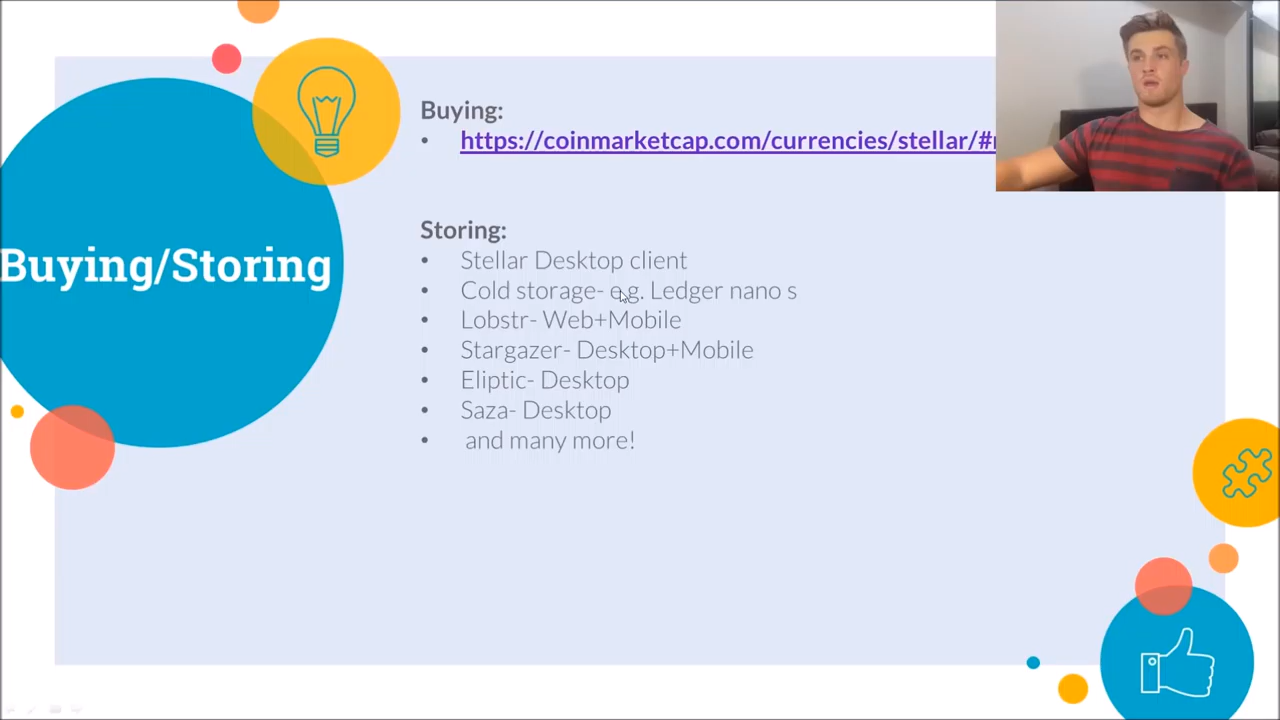 Buying/Storing
Buying:
• https://coinmarketcap.com/currencies/stellar/#
Storing:
• Stellar Desktop client
• Cold storage- e.g. Ledger nano s
• Lobstr- Web+Mobile
• Stargazer- Desktop+Mobile
• Eliptic- Desktop
• Saza- Desktop
• and many more!